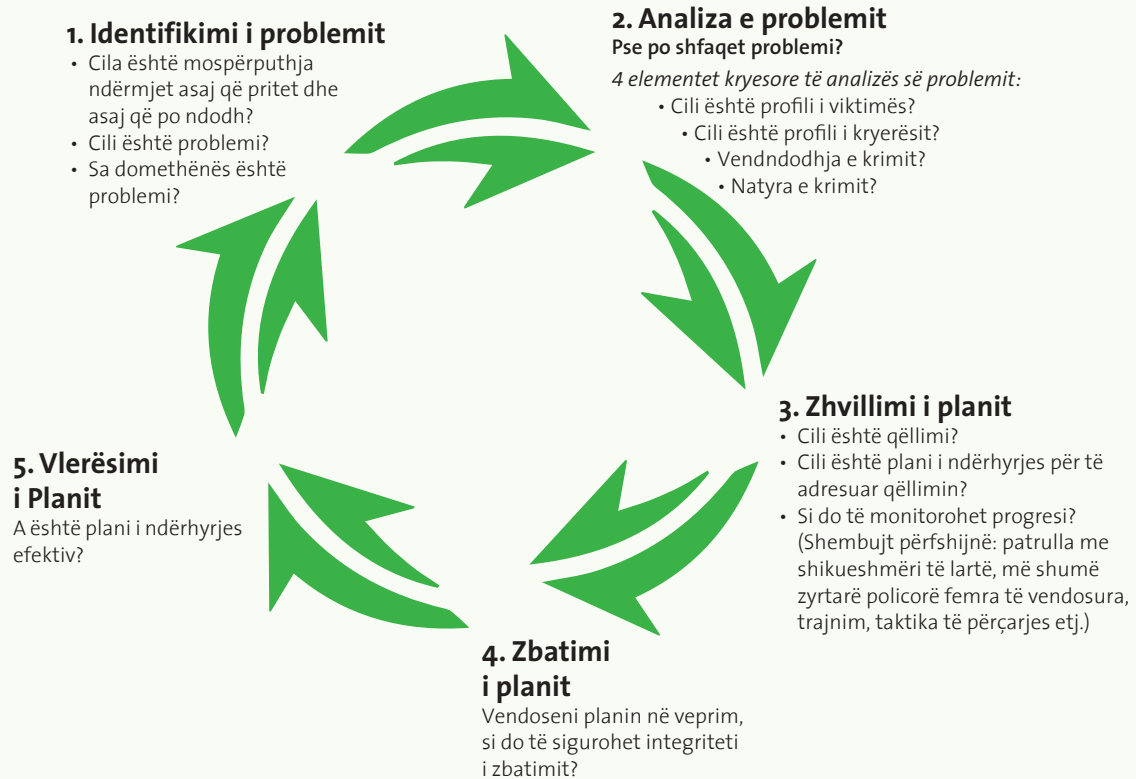 1. Identifikimi i problemit
• Cila është mospërputhja
ndërmjet asaj që pritet dhe
asaj që po ndodh?
• Cili është problemi?
• Sa domethënës është
problemi?
2. Analiza e problemit
Pse po shfaqet problemi?
4 elementet kryesore të analizës së problemit:
• Cili është profili i viktimës?
• Cili është profili i kryerësit?
• Vendndodhja e krimit?
• Natyra e krimit?
3. Zhvillimi i planit
• Cili është qëllimi?
• Cili është plani i ndërhyrjes për të
adresuar qëllimin?
• Si do të monitorohet progresi?
(Shembujt përfshijnë: patrulla me
shikueshmëri të lartë, më shumë
zyrtarë policorë femra të vendosura,
trajnim, taktika të përçarjes etj.)
4. Zbatimi
i planit
Vendoseni planin në veprim,
si do të sigurohet integriteti
i zbatimit?
5. Vlerësimi
i Planit
A është plani i ndërhyrjes
efektiv?